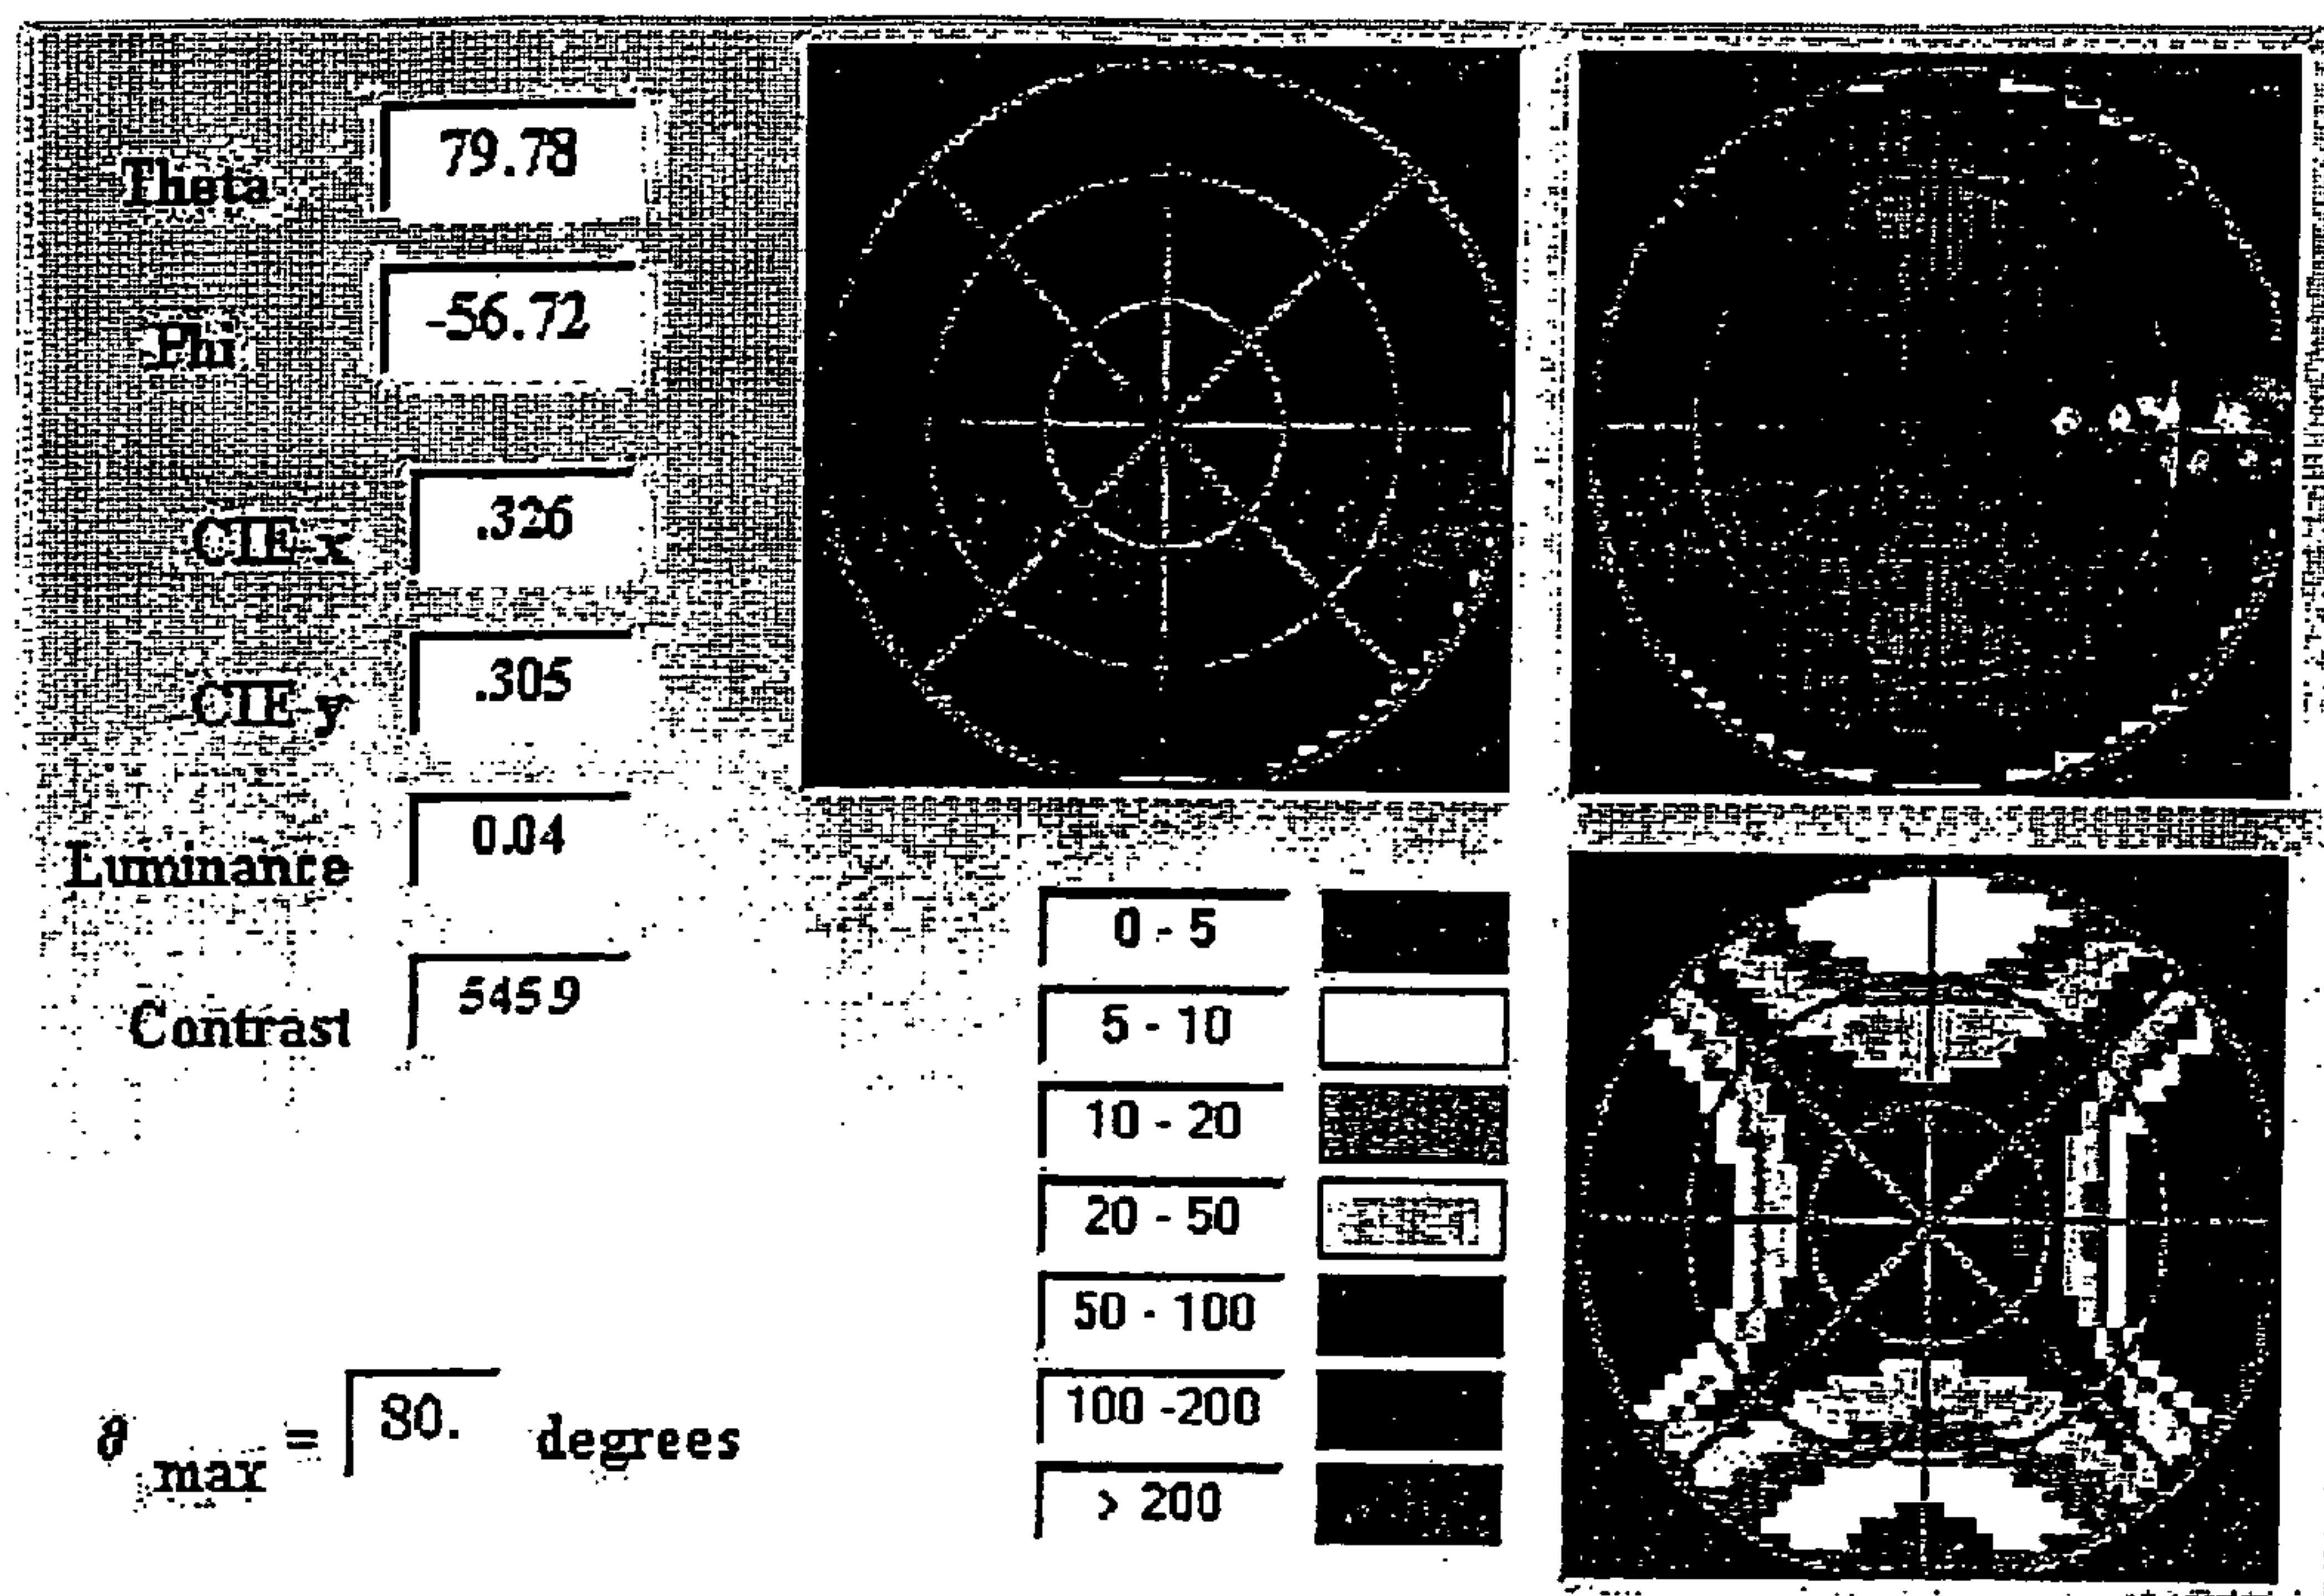 Theta 79.78
Phi -56.72
CIE-x .326
CIE-y .305
Luminance 0.04
Contrast 545.9
0 - 5
5 - 10
10 - 20
20 - 50
50 - 100
100 -200
> 200
ϑ max = 80. degrees